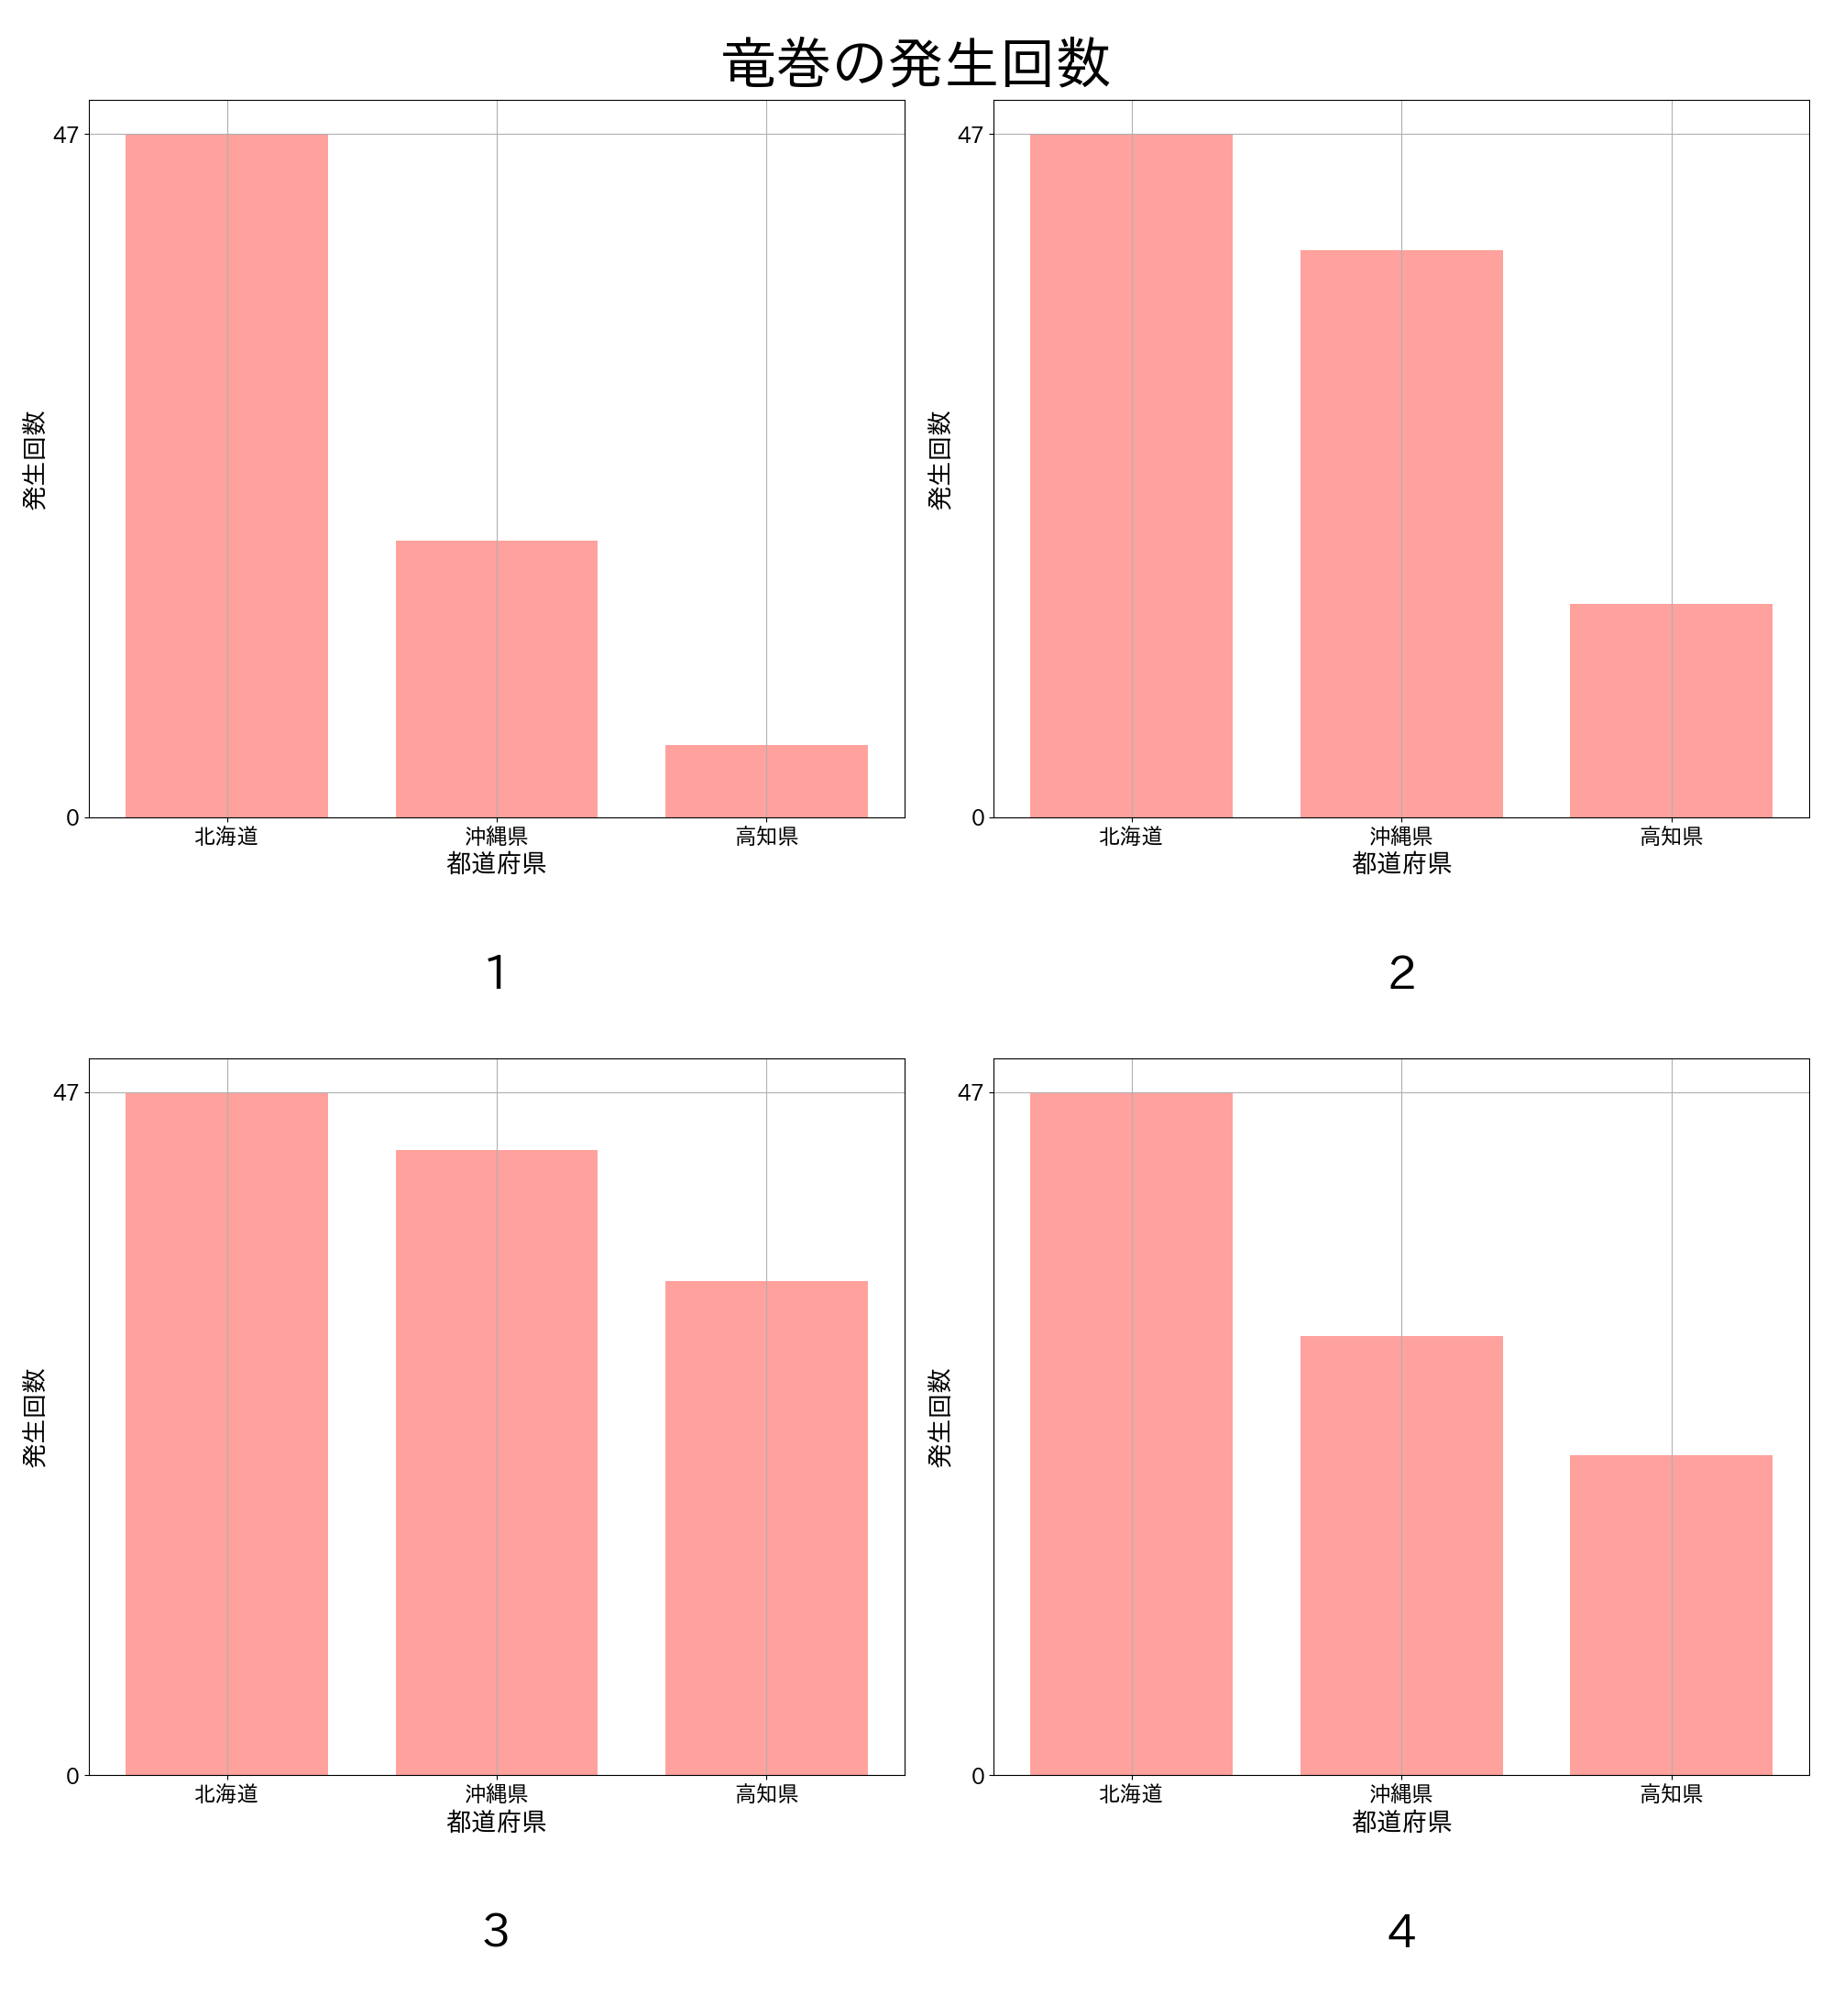 竜巻の発生回数
47
0
発生回数
北海道 沖縄県 高知県
都道府県
1
47
0
発生回数
北海道 沖縄県 高知県
都道府県
2
47
0
発生回数
北海道 沖縄県 高知県
都道府県
3
47
0
発生回数
北海道 沖縄県 高知県
都道府県
4